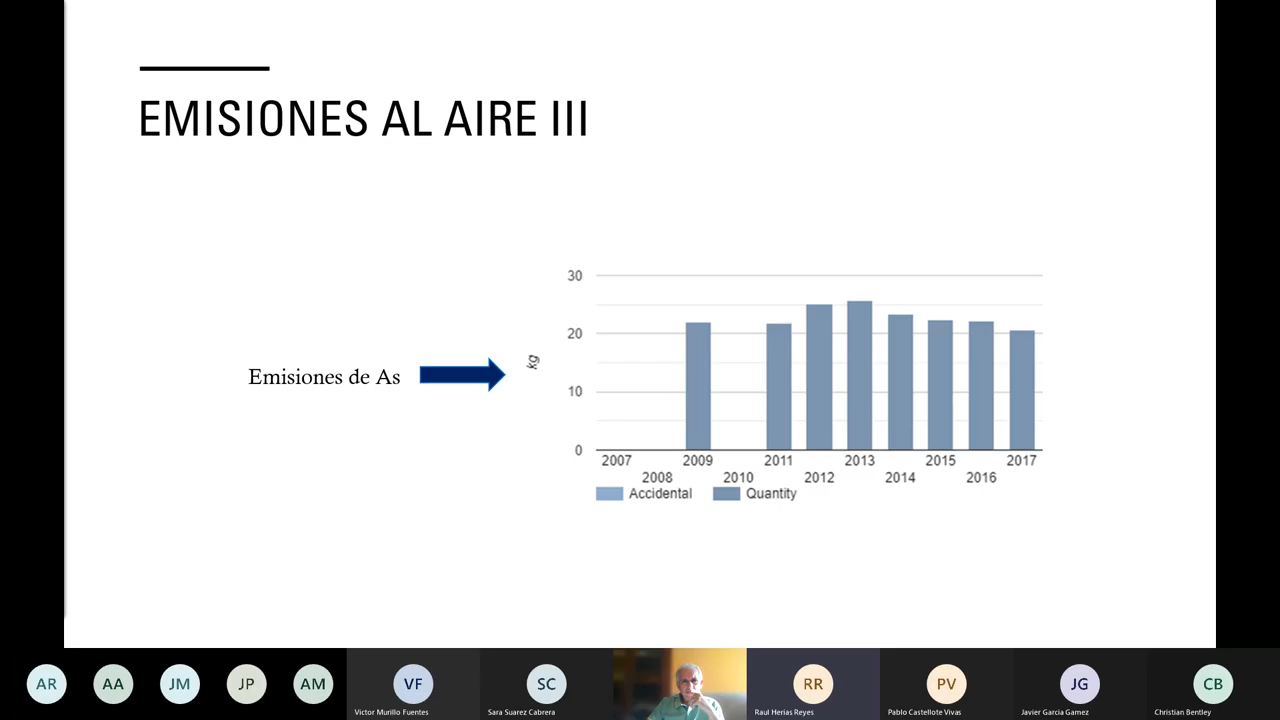 EMISIONES AL AIRE III
Emisiones de As
kg
30
20
10
0
2007 2009 2011 2013 2015 2017
2008 2010 2012 2014 2016
Accidental Quantity
AR AA JM JP AM VF SC RR PV JG CB
Victor Murillo Fuentes Sara Suarez Cabrera Raul Herias Reyes Pablo Castellote Vivas Javier Garcia Gamez Christian Bentley